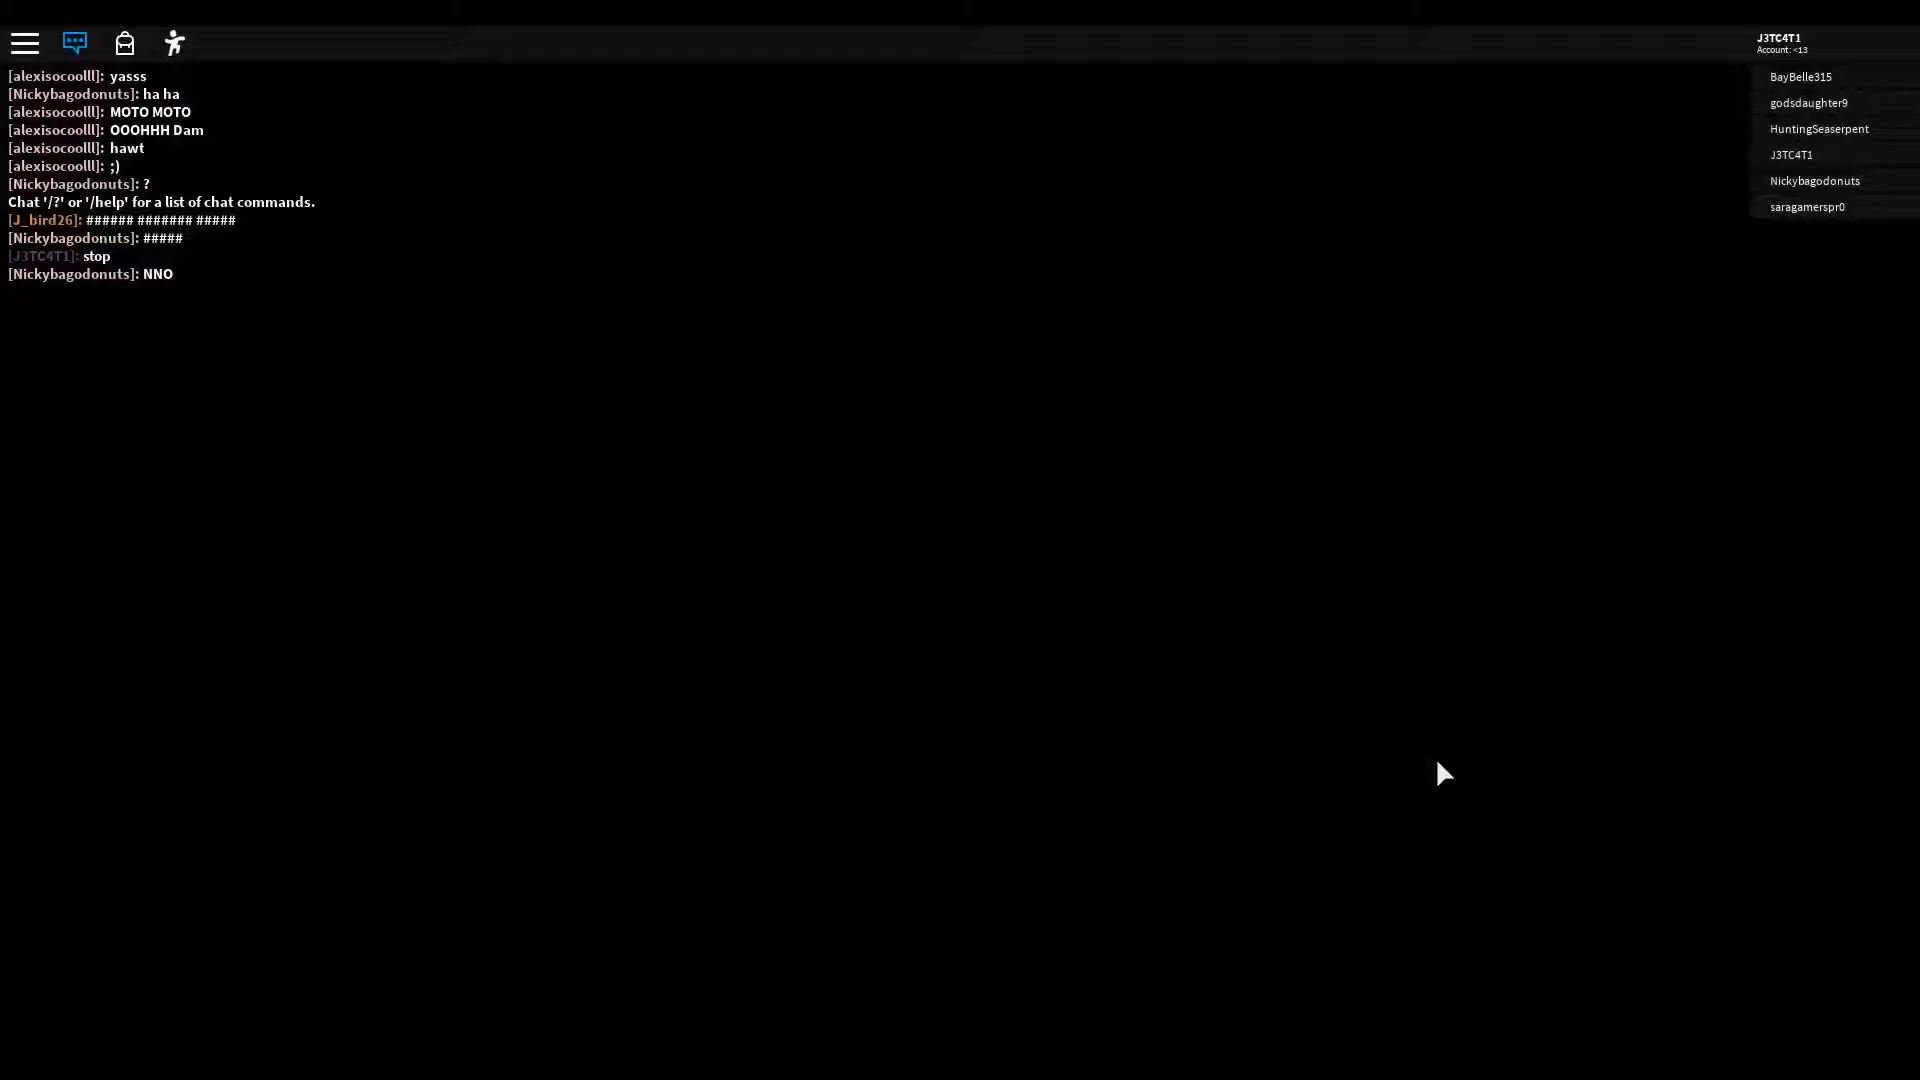 J3TC4T1
Account: <13
[alexisocoolll]: yasss
[Nickybagodonuts]: ha ha
[alexisocoolll]: MOTO MOTO
[alexisocoolll]: OOOHHH Dam
[alexisocoolll]: hawt
[alexisocoolll]: ;)
[Nickybagodonuts]: ?
Chat '/?' or '/help' for a list of chat commands.
[J_bird26]: ###### ####### #####
[Nickybagodonuts]: #####
[J3TC4T1]: stop
[Nickybagodonuts]: NNO
BayBelle315
godsdaughter9
HuntingSeaserpent
J3TC4T1
Nickybagodonuts
saragamerspr0